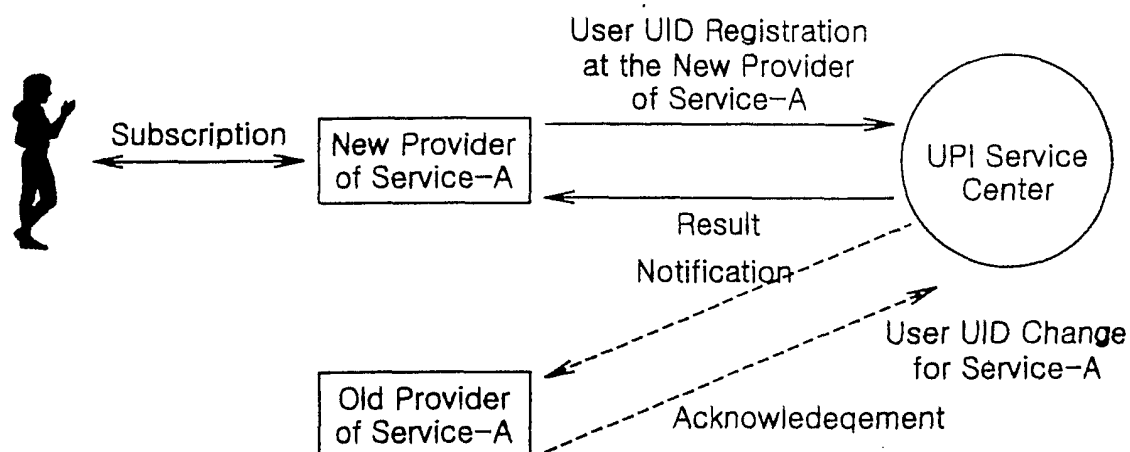 User UID Registration
at the New Provider
of Service-A
Subscription
New Provider
of Service-A
UPI Service
Center
Result
Notification
User UID Change
for Service-A
Old Provider
of Service-A
Acknowledeqement